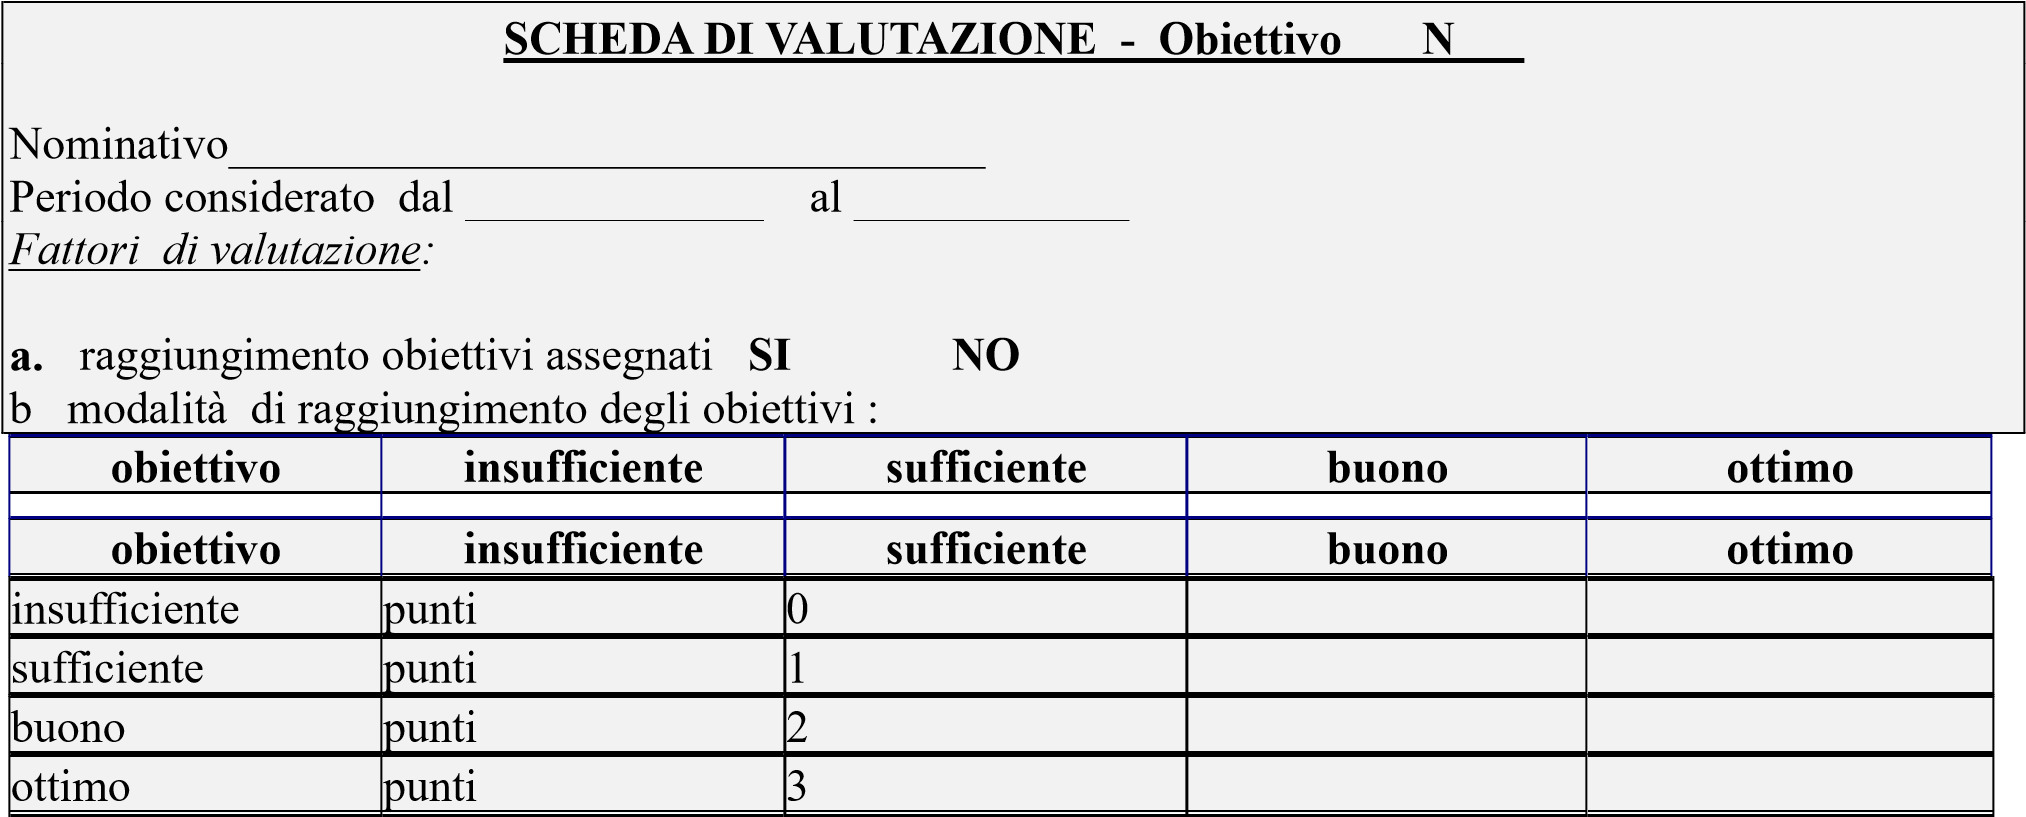 SCHEDA DI VALUTAZIONE - Obiettivo N
Nominativo
Periodo considerato dal al
Fattori di valutazione:
a. raggiungimento obiettivi assegnati SI NO
b modalità di raggiungimento degli obiettivi :
obiettivo insufficiente sufficiente buono ottimo
obiettivo insufficiente sufficiente buono ottimo
insufficiente punti 0
sufficiente punti 1
buono punti 2
ottimo punti 3